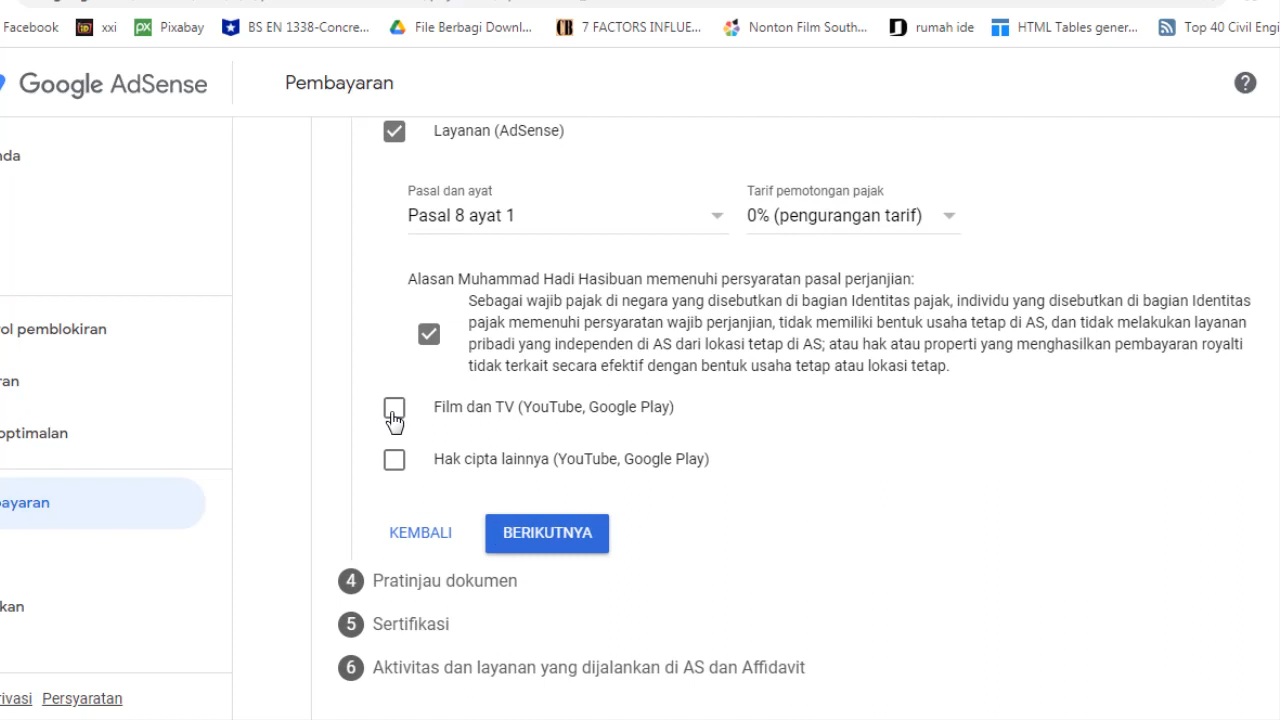 Facebook xxi Pixabay BS EN 1338-Concre... File Berbagi Downl... 7 FACTORS INFLUE... Nonton Film South... rumah ide HTML Tables gener... Top 40 Civil Engi
Google AdSense
Pembayaran
nda
rol pemblokiran
ran
optimalan
bayaran
kan
rivasi Persyaratan
Layanan (AdSense)
Pasal dan ayat Tarif pemotongan pajak
Pasal 8 ayat 1 0% (pengurangan tarif)
Alasan Muhammad Hadi Hasibuan memenuhi persyaratan pasal perjanjian:
Sebagai wajib pajak di negara yang disebutkan di bagian Identitas pajak, individu yang disebutkan di bagian Identitas
pajak memenuhi persyaratan wajib perjanjian, tidak memiliki bentuk usaha tetap di AS, dan tidak melakukan layanan
pribadi yang independen di AS dari lokasi tetap di AS; atau hak atau properti yang menghasilkan pembayaran royalti
tidak terkait secara efektif dengan bentuk usaha tetap atau lokasi tetap.
Film dan TV (YouTube, Google Play)
Hak cipta lainnya (YouTube, Google Play)
KEMBALI BERIKUTNYA
4 Pratinjau dokumen
5 Sertifikasi
6 Aktivitas dan layanan yang dijalankan di AS dan Affidavit